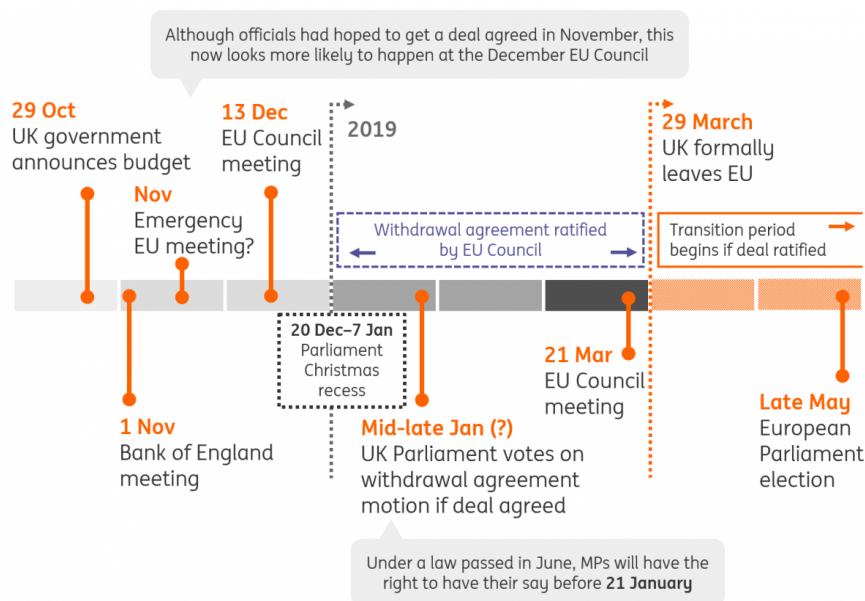 Although officials had hoped to get a deal agreed in November, this
now looks more likely to happen at the December EU Council
29 Oct
UK government
announces budget
Nov
Emergency
EU meeting?
13 Dec
EU Council
meeting
2019
29 March
UK formally
leaves EU
Withdrawal agreement ratified
by EU Council
Transition period
begins if deal ratified
20 Dec–7 Jan
Parliament
Christmas
recess
1 Nov
Bank of England
meeting
Mid-late Jan (?)
UK Parliament votes on
withdrawal agreement
motion if deal agreed
21 Mar
EU Council
meeting
Late May
European
Parliament
election
Under a law passed in June, MPs will have the
right to have their say before 21 January